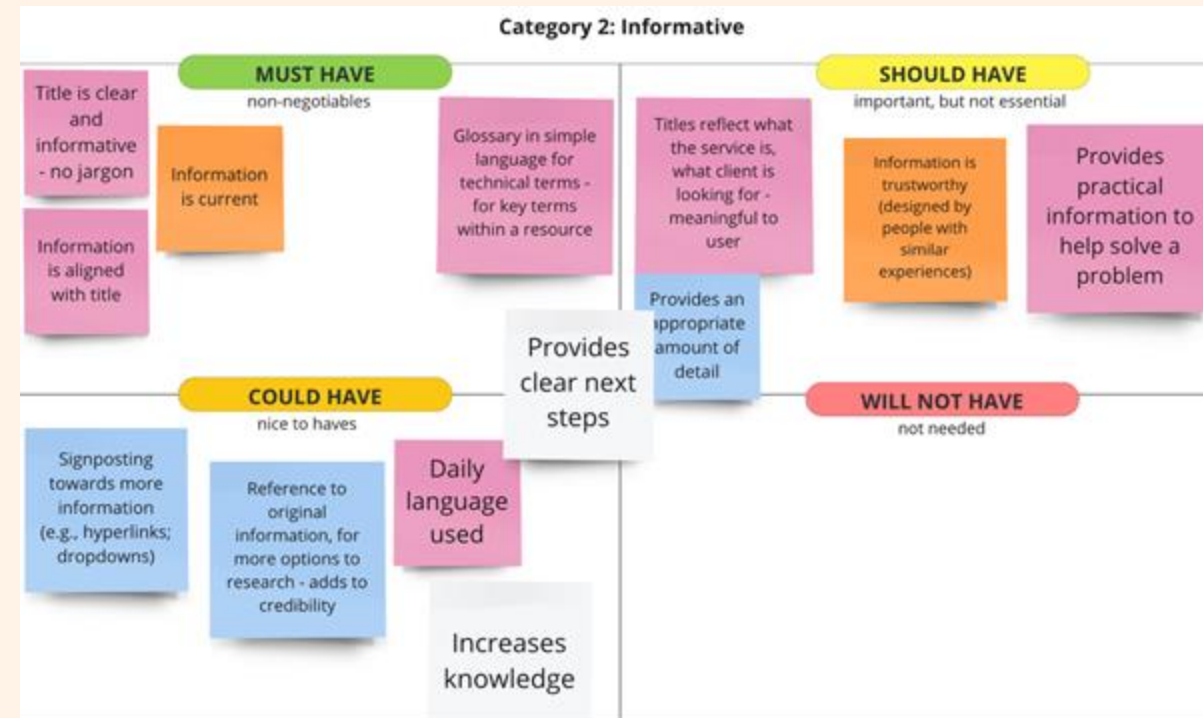 Category 2: Informative
MUST HAVE
non-negotiables
Title is clear
and
informative
- no jargon
Information
is current
Glossary in simple
language for
technical terms -
for key terms
within a resource
Information
is aligned
with title
SHOULD HAVE
important, but not essential
Titles reflect what
the service is,
what client is
looking for -
meaningful to
user
Information is
trustworthy
(designed by
people with
similar
experiences)
Provides
practical
information to
help solve a
problem
Provides an
appropriate
amount of
detail
Provides
clear next
steps
COULD HAVE
nice to haves
Signposting
towards more
information
(e.g., hyperlinks;
dropdowns)
Reference to
original
information, for
more options to
research - adds to
credibility
Daily
language
used
Increases
knowledge
WILL NOT HAVE
not needed